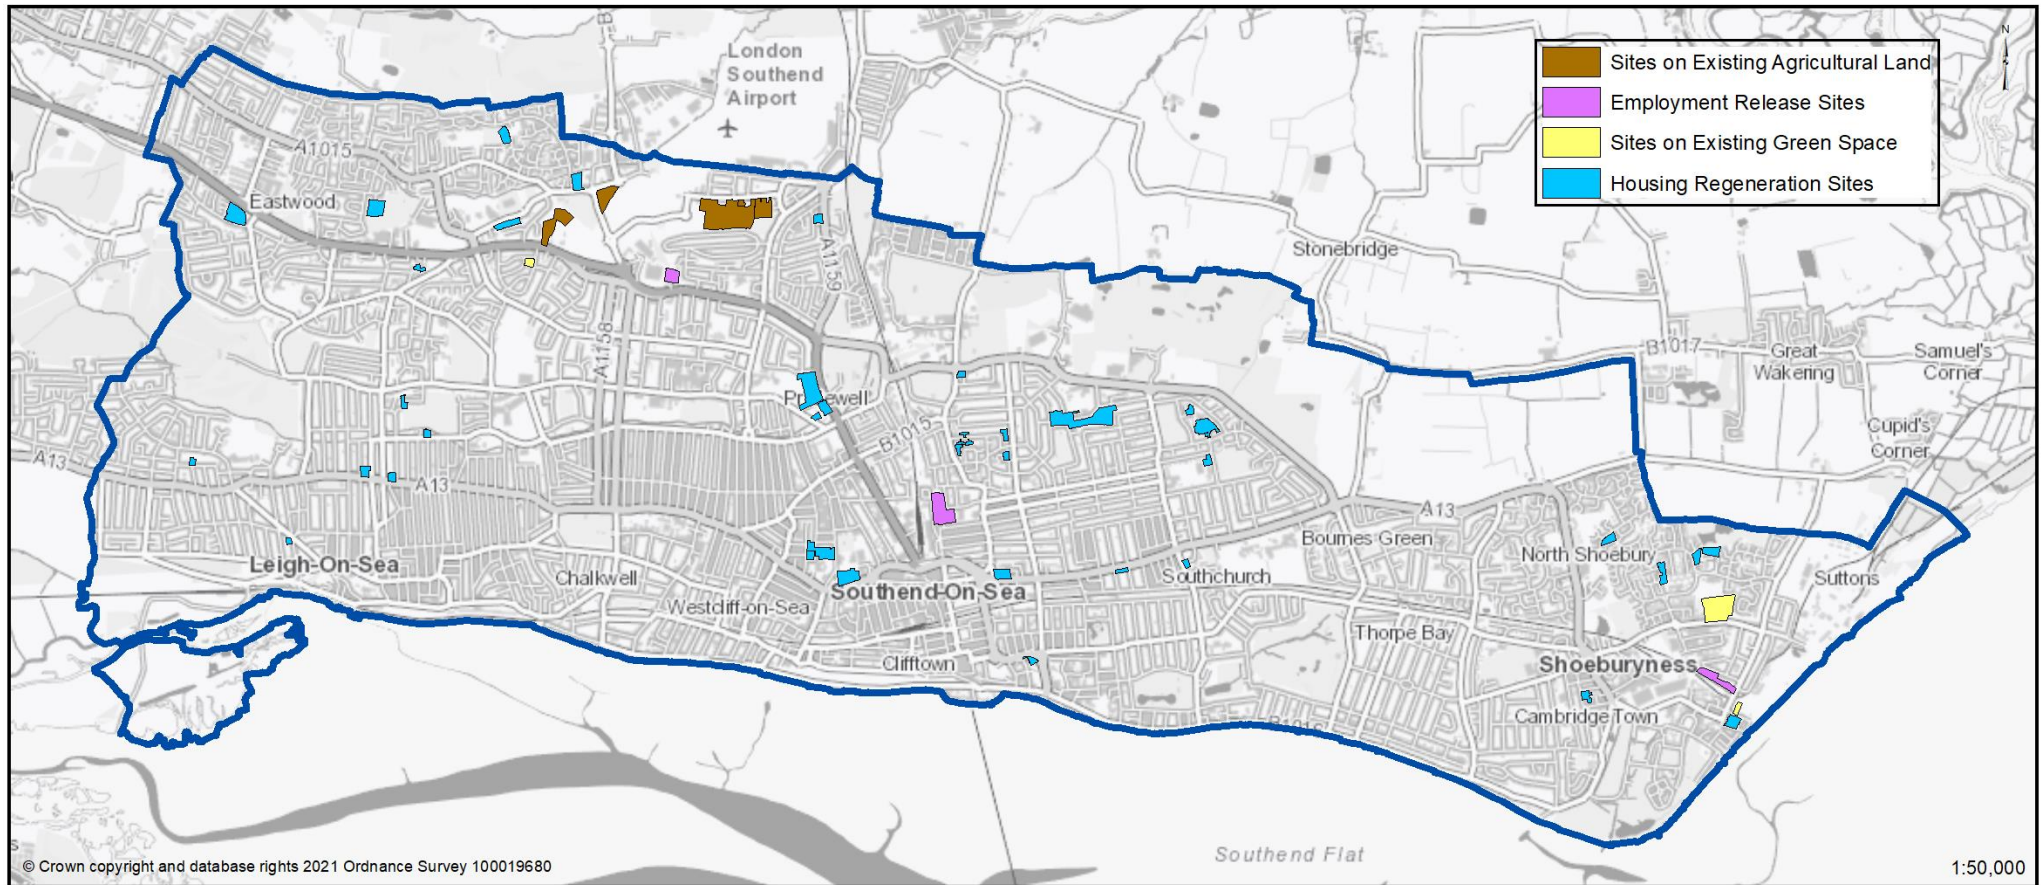 London
Southend
Airport
N
Sites on Existing Agricultural Land
Employment Release Sites
Sites on Existing Green Space
Housing Regeneration Sites
A1015
Eastwood
A1159
Stonebridge
A1158
B1017
Great
Wakering
Samuel's
Corner
Cupid's
Corner
B1015
A13
A13
A13
Bournes Green
North Shoebury
Suttons
Leigh-On-Sea
Chalkwell
Southchurch
Southend-On-Sea
Westcliff-on-Sea
Thorpe Bay
Clifftown
Shoeburyness
Cambridge Town
Southend Flat
© Crown copyright and database rights 2021 Ordnance Survey 100019680
1:50,000